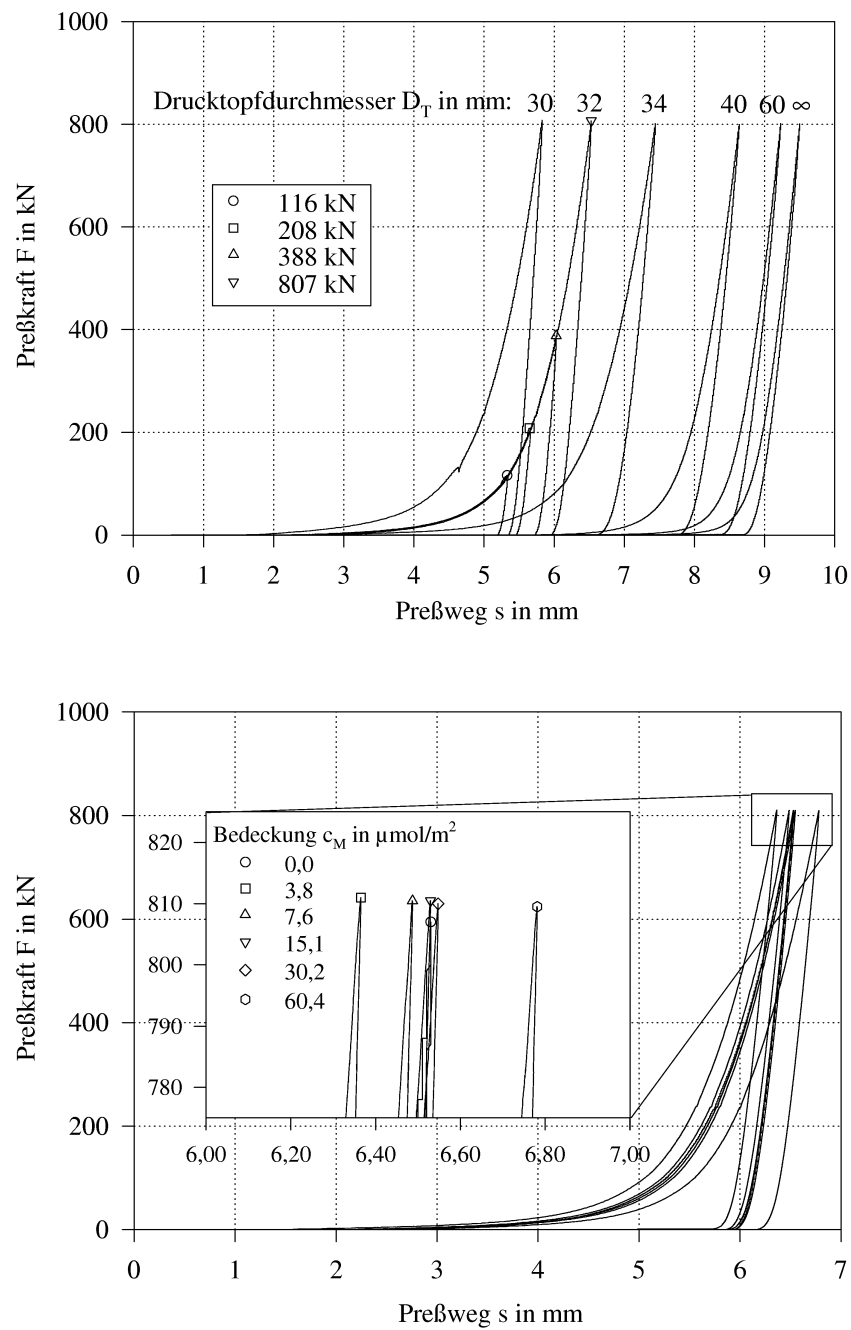 1000
Drucktopfdurchmesser D_T in mm: 30 32 34 40 60 ∞
800
116 kN
208 kN
388 kN
807 kN
600
400
200
0
Preßkraft F in kN
0 1 2 3 4 5 6 7 8 9 10
Preßweg s in mm
1000
800
600
400
200
0
Preßkraft F in kN
820
810
800
790
780
Bedeckung c_M in µmol/m²
0,0
3,8
7,6
15,1
30,2
60,4
6,00 6,20 6,40 6,60 6,80 7,00
0 1 2 3 4 5 6 7
Preßweg s in mm